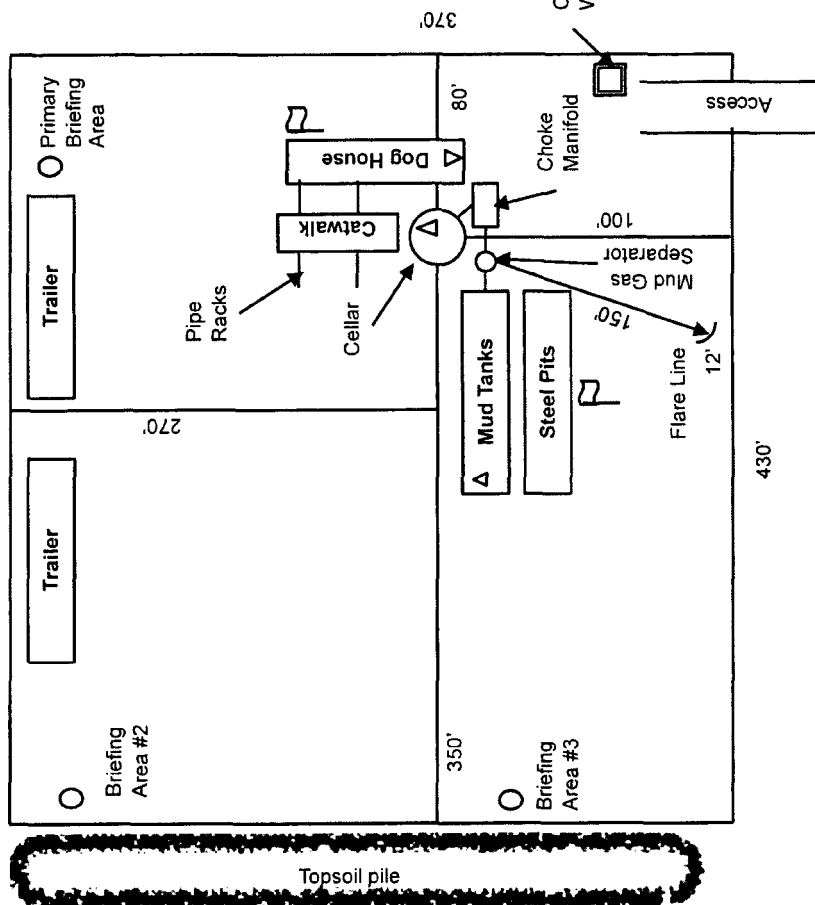 370'
Primary
Briefing
Area
Trailer
Trailer
Dog House
Catwalk
Pipe
Racks
Cellar
80'
Choke
Manifold
Access
100'
Mud Gas
Separator
150'
Mud Tanks
Steel Pits
Flare Line
12'
270'
430'
350'
Briefing
Area #2
Briefing
Area #3
Topsoil pile